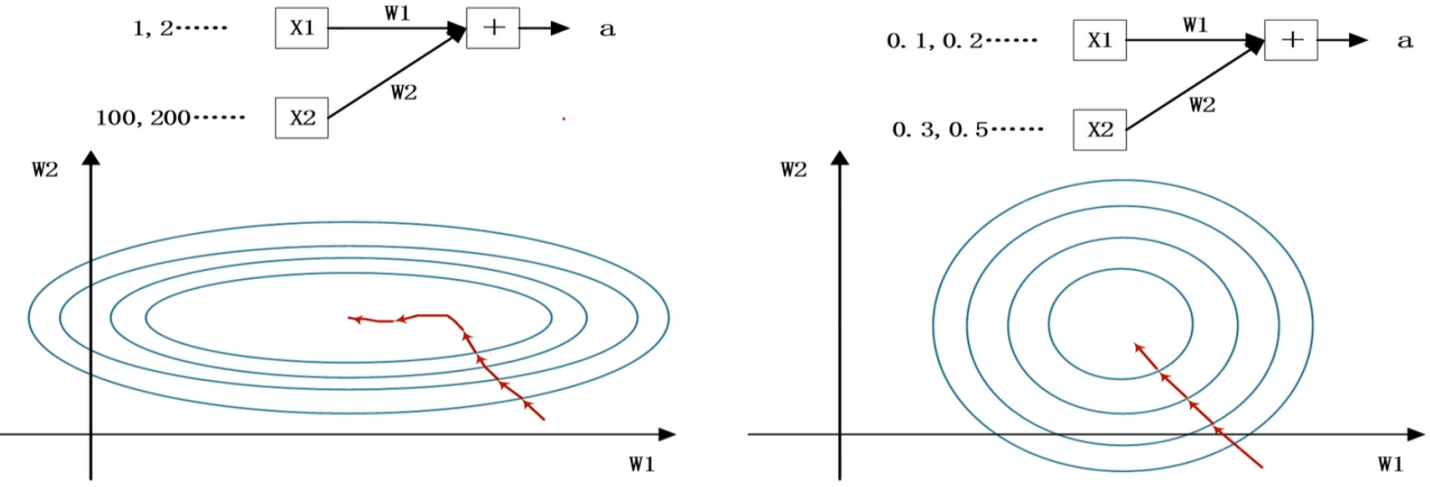 1, 2······ X1 W1 + a
W2
100, 200······ X2
W2
W1
0. 1, 0. 2······ X1 W1 + a
W2
0. 3, 0. 5······ X2
W2
W1